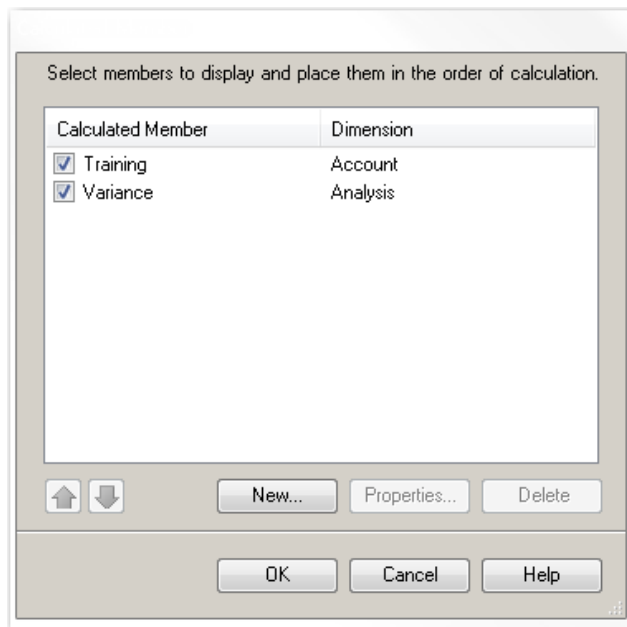 Select members to display and place them in the order of calculation.
Calculated Member Dimension
Training Account
Variance Analysis
New... Properties... Delete
OK Cancel Help